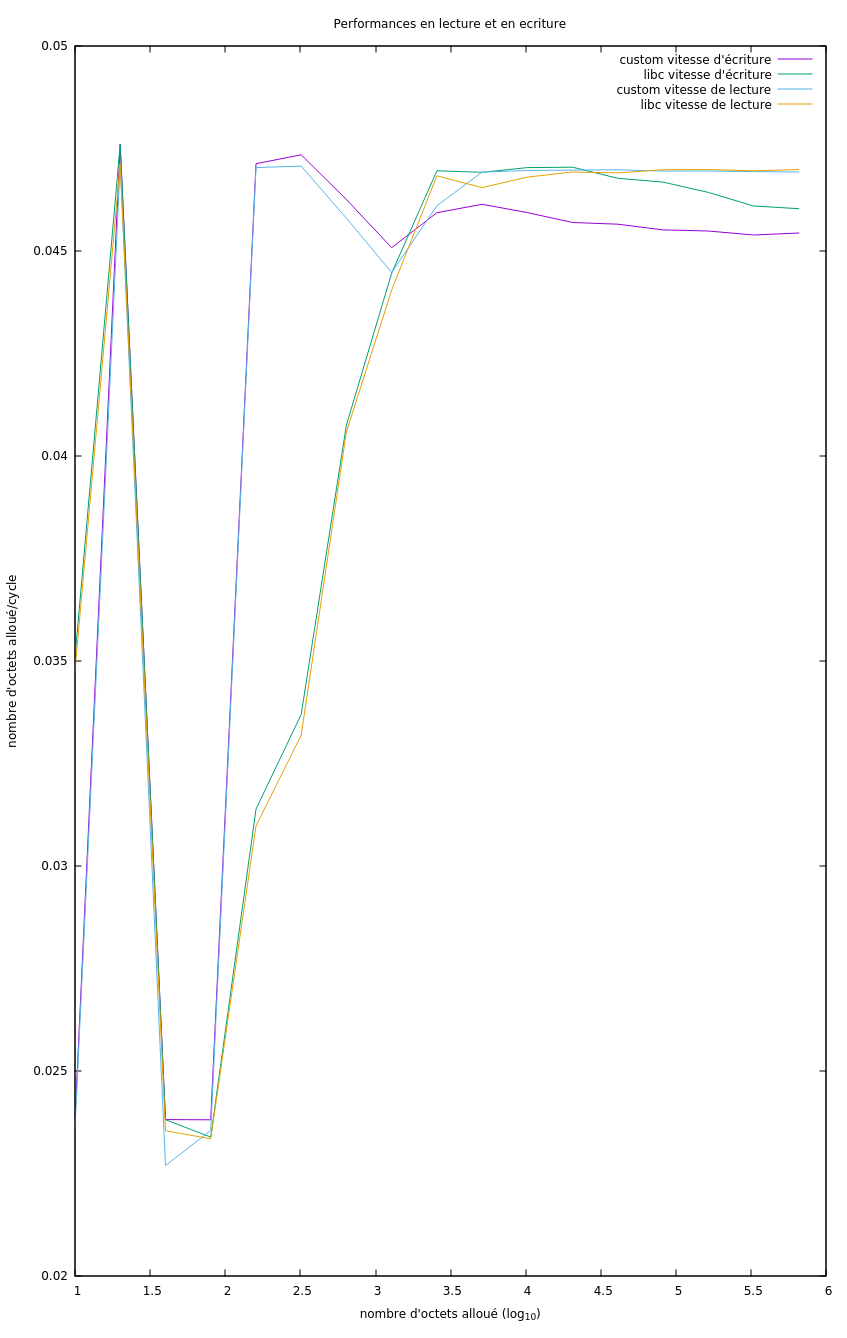 Performances en lecture et en ecriture
custom vitesse d'écriture
libc vitesse d'écriture
custom vitesse de lecture
libc vitesse de lecture
0.05
0.045
0.04
0.035
0.03
0.025
0.02
nombre d'octets alloué/cycle
1 1.5 2 2.5 3 3.5 4 4.5 5 5.5 6
nombre d'octets alloué (log₁₀)